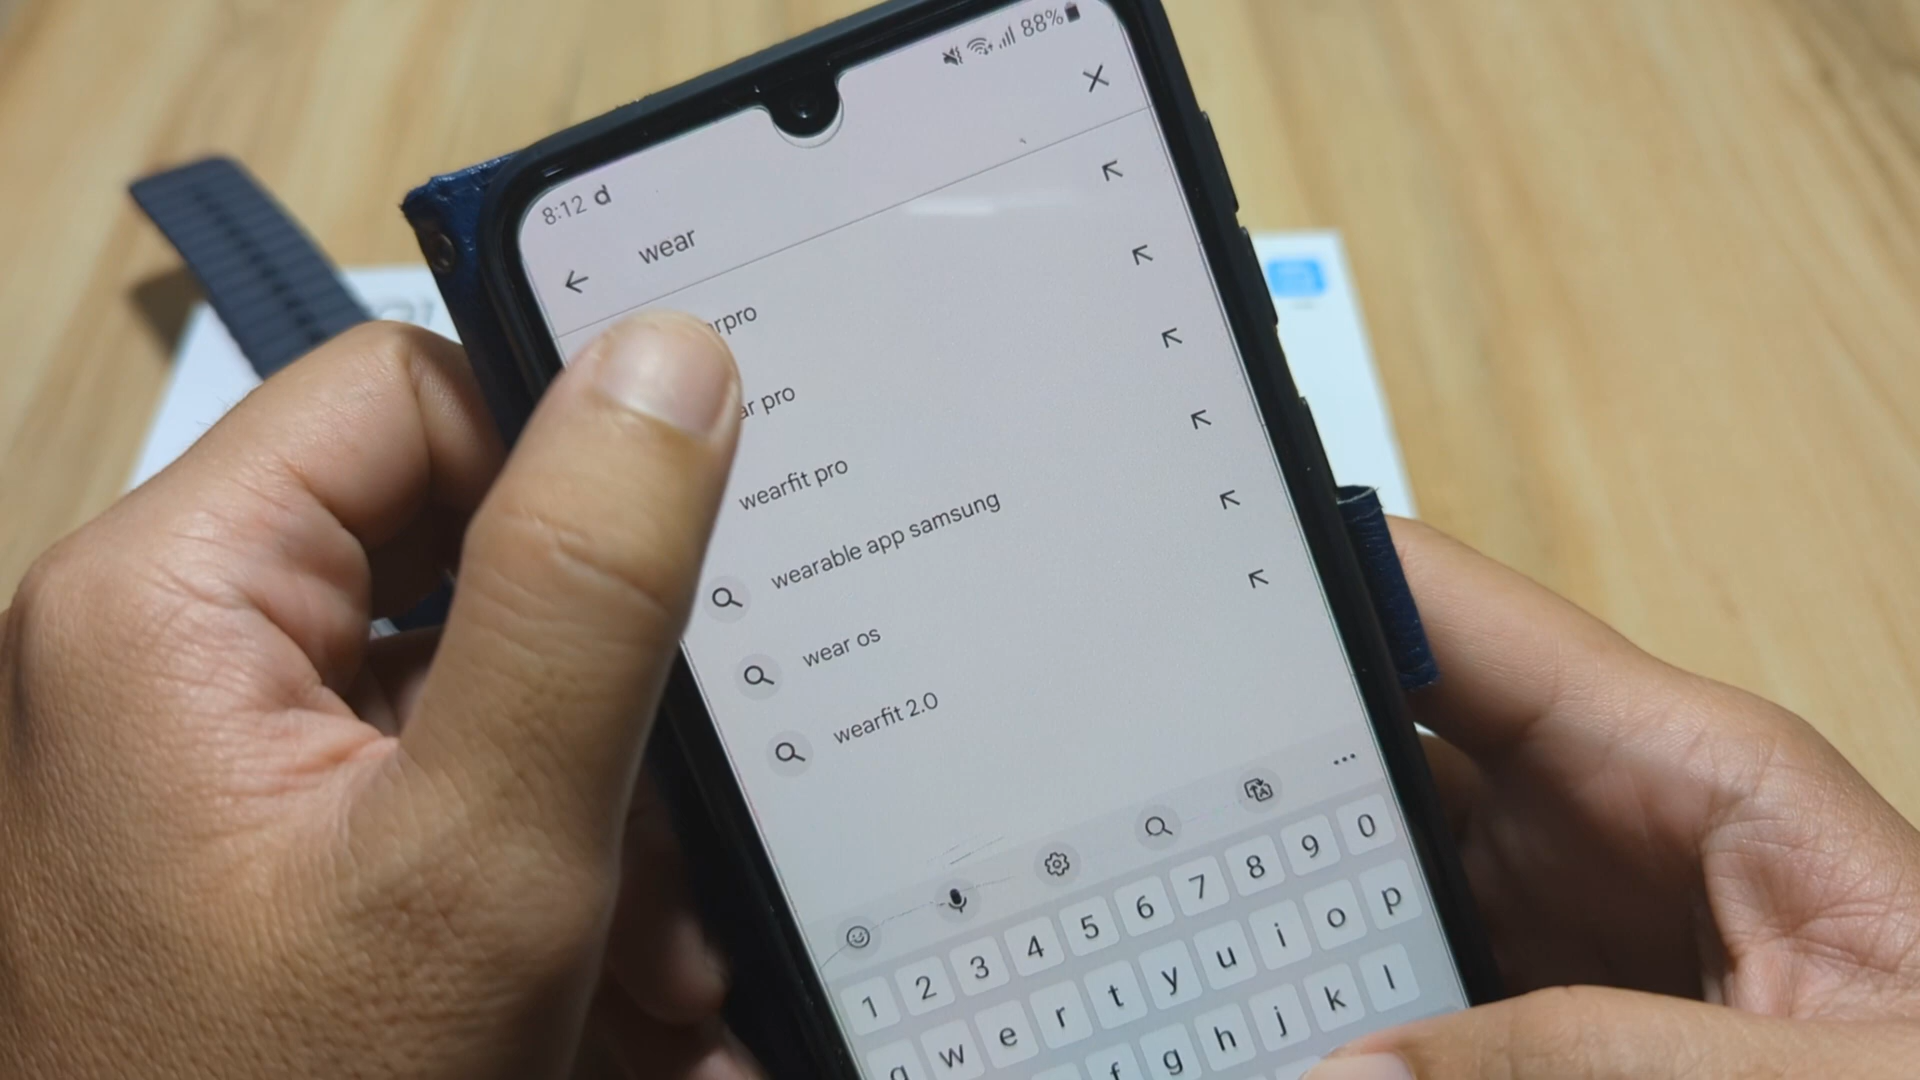 88%
8:12 d
wear
rpro
ar pro
wearfit pro
wearable app samsung
wear os
wearfit 2.0
1 2 3 4 5 6 7 8 9 0
q w e r t y u i o p
f g h j k l